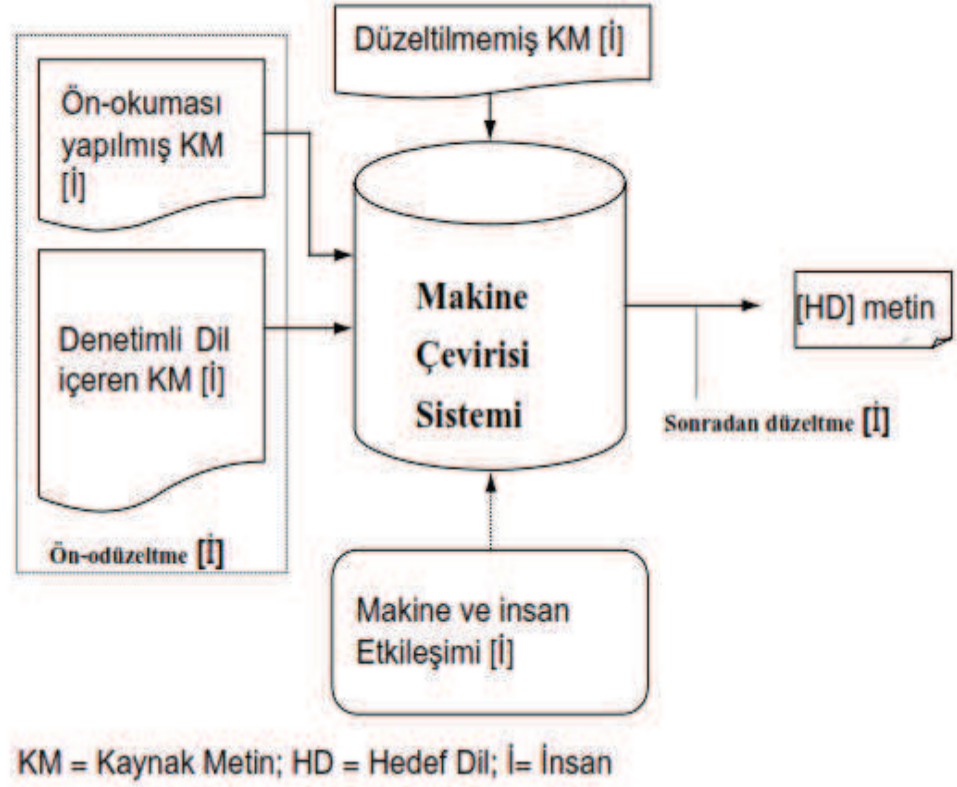 Düzeltilmemiş KM [İ]
Ön-okuması
yapılmış KM
[İ]
Denetimli Dil
içeren KM [İ]
Ön-odüzeltme [İ]
Makine
Çevirisi
Sistemi
[HD] metin
Sonradan düzeltme [İ]
Makine ve insan
Etkileşimi [İ]
KM = Kaynak Metin; HD = Hedef Dil; İ= İnsan